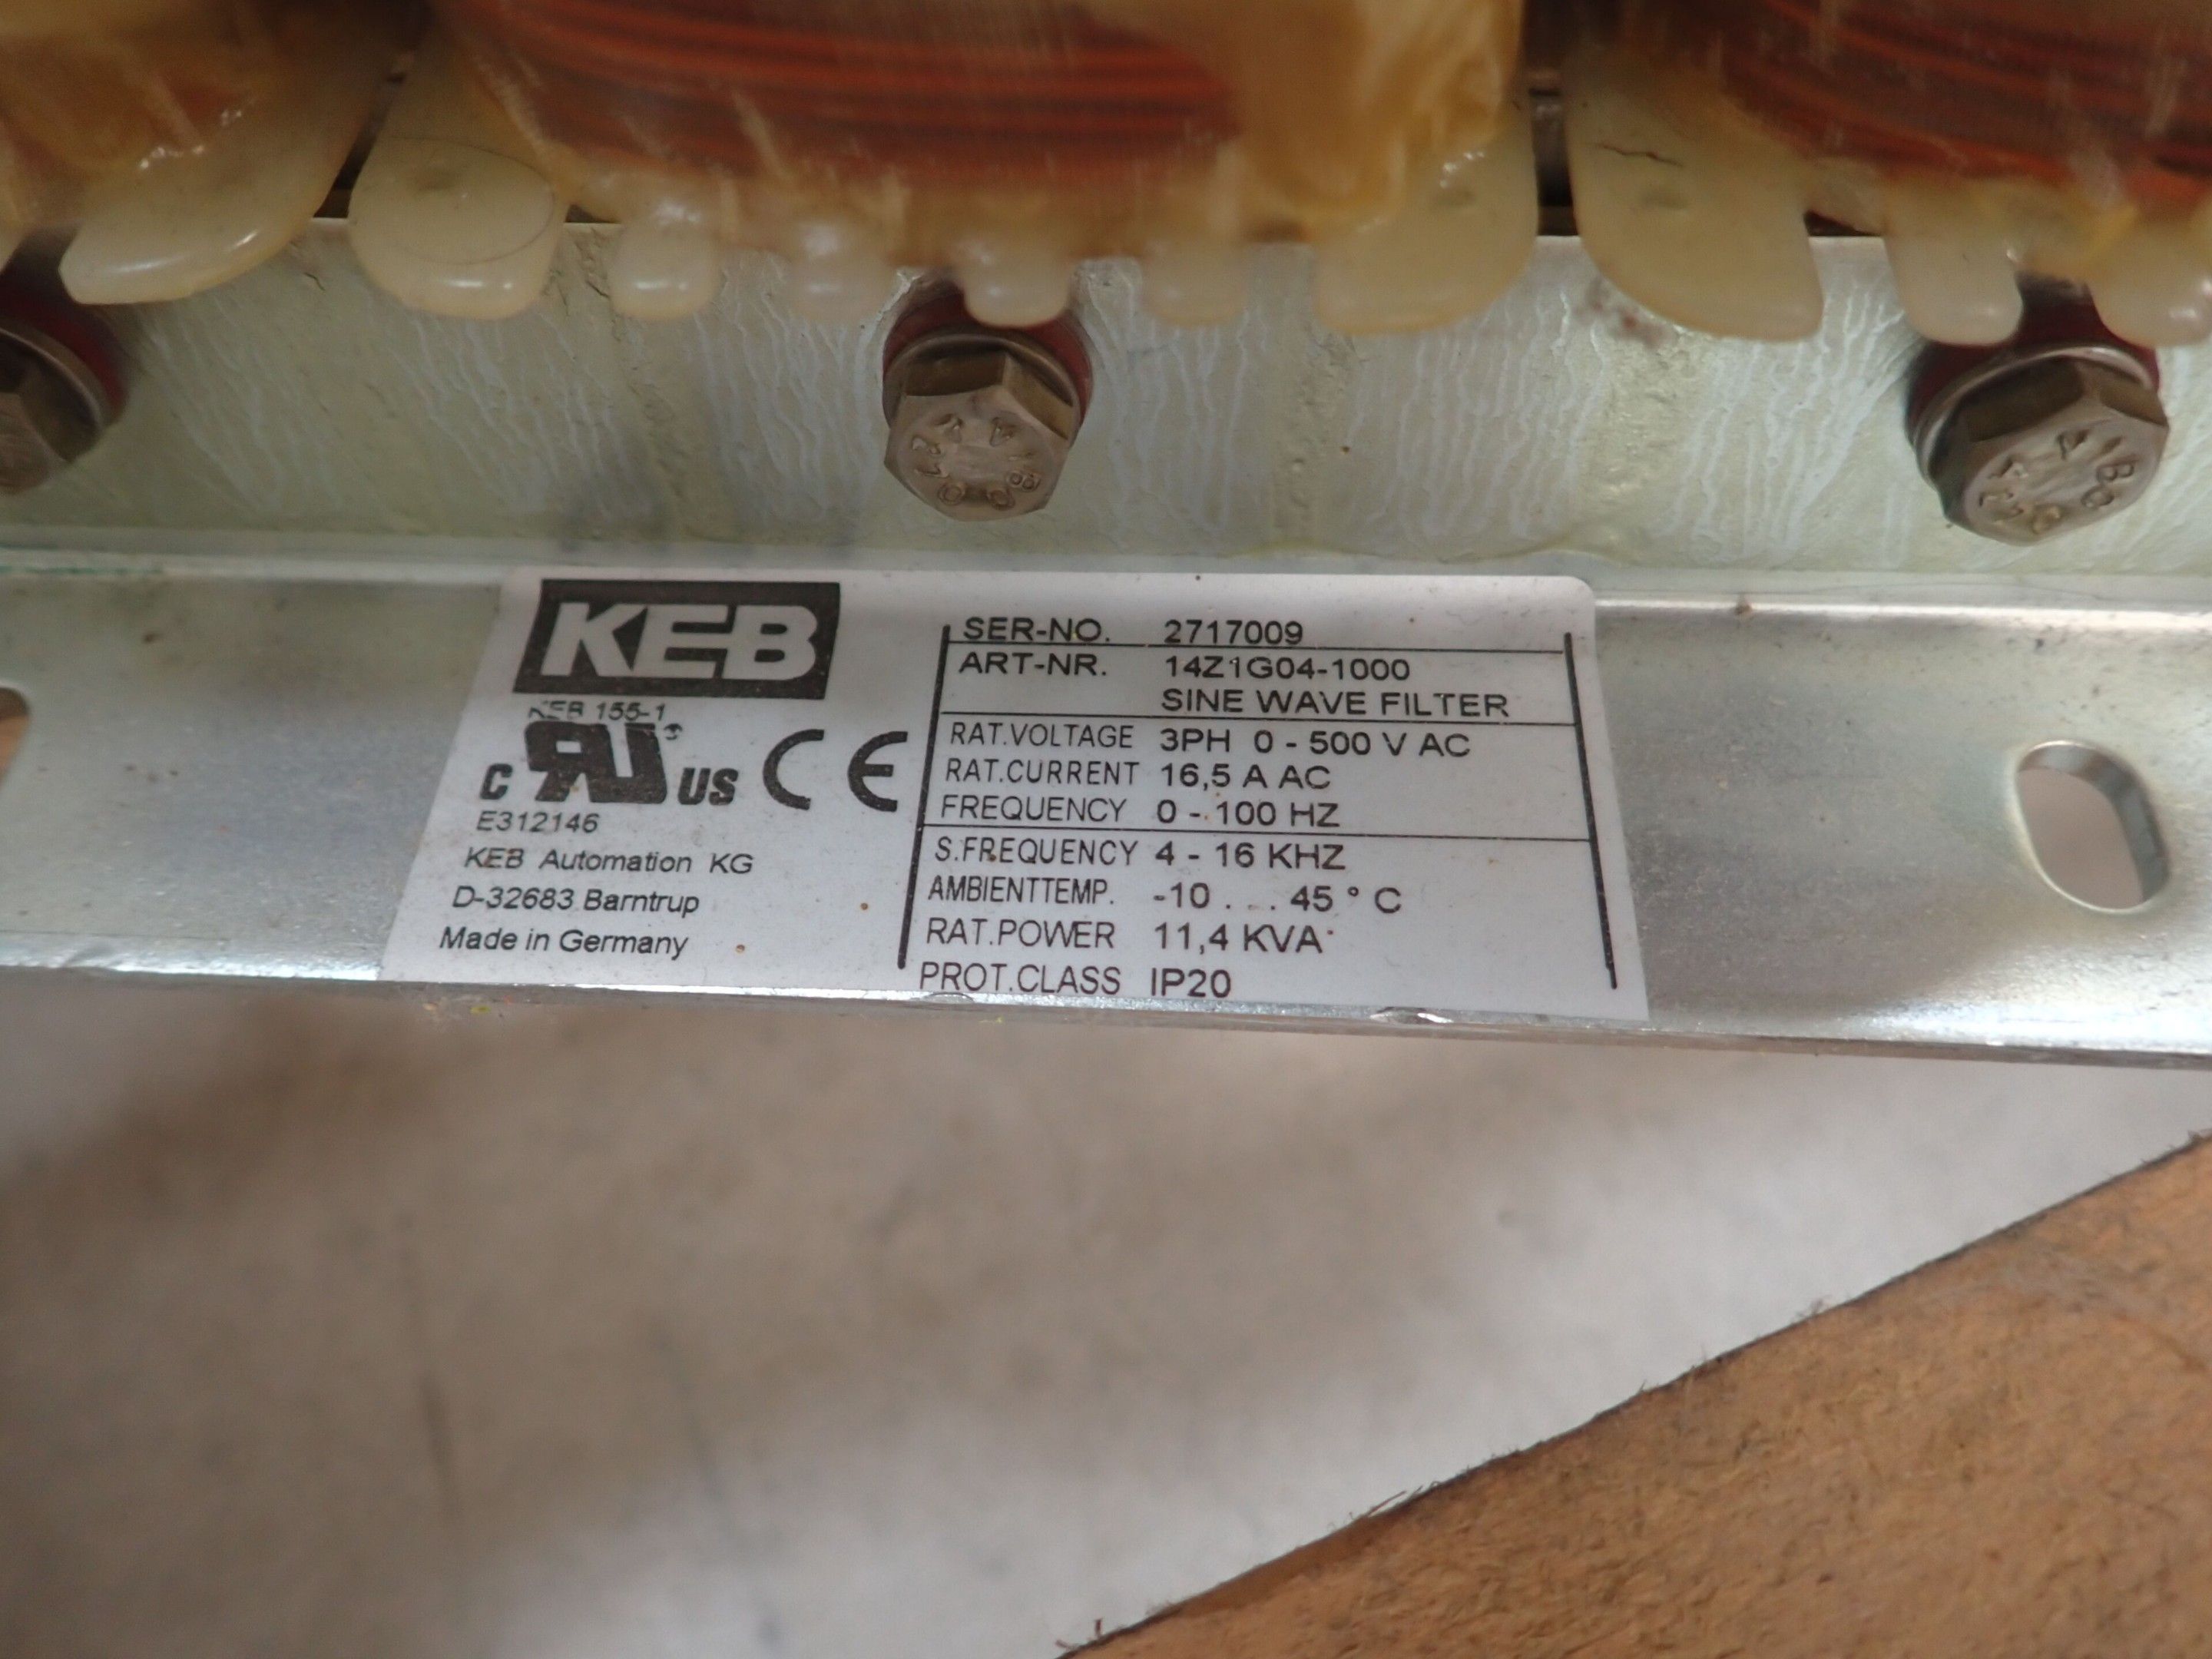 KEB
KEB 155-1
C RU® US CE
E312146
KEB Automation KG
D-32683 Barntrup
Made in Germany
SER-NO. 2717009
ART-NR. 14Z1G04-1000
SINE WAVE FILTER
RAT.VOLTAGE 3PH 0 - 500 V AC
RAT.CURRENT 16,5 A AC
FREQUENCY 0 - 100 HZ
S.FREQUENCY 4 - 16 KHZ
AMBIENTTEMP. -10 ... 45 ° C
RAT.POWER 11,4 KVA
PROT.CLASS IP20